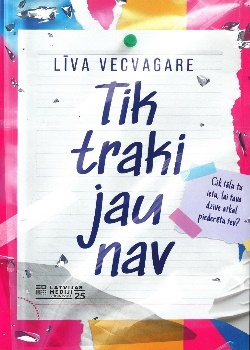 LĪVA VECVAGARE
Tik
traki
jau
nav
Cik tālu tu
ietu, lai tava
dzīve atkal
piederētu tev?
LATVIJAS
MEDIJI
25